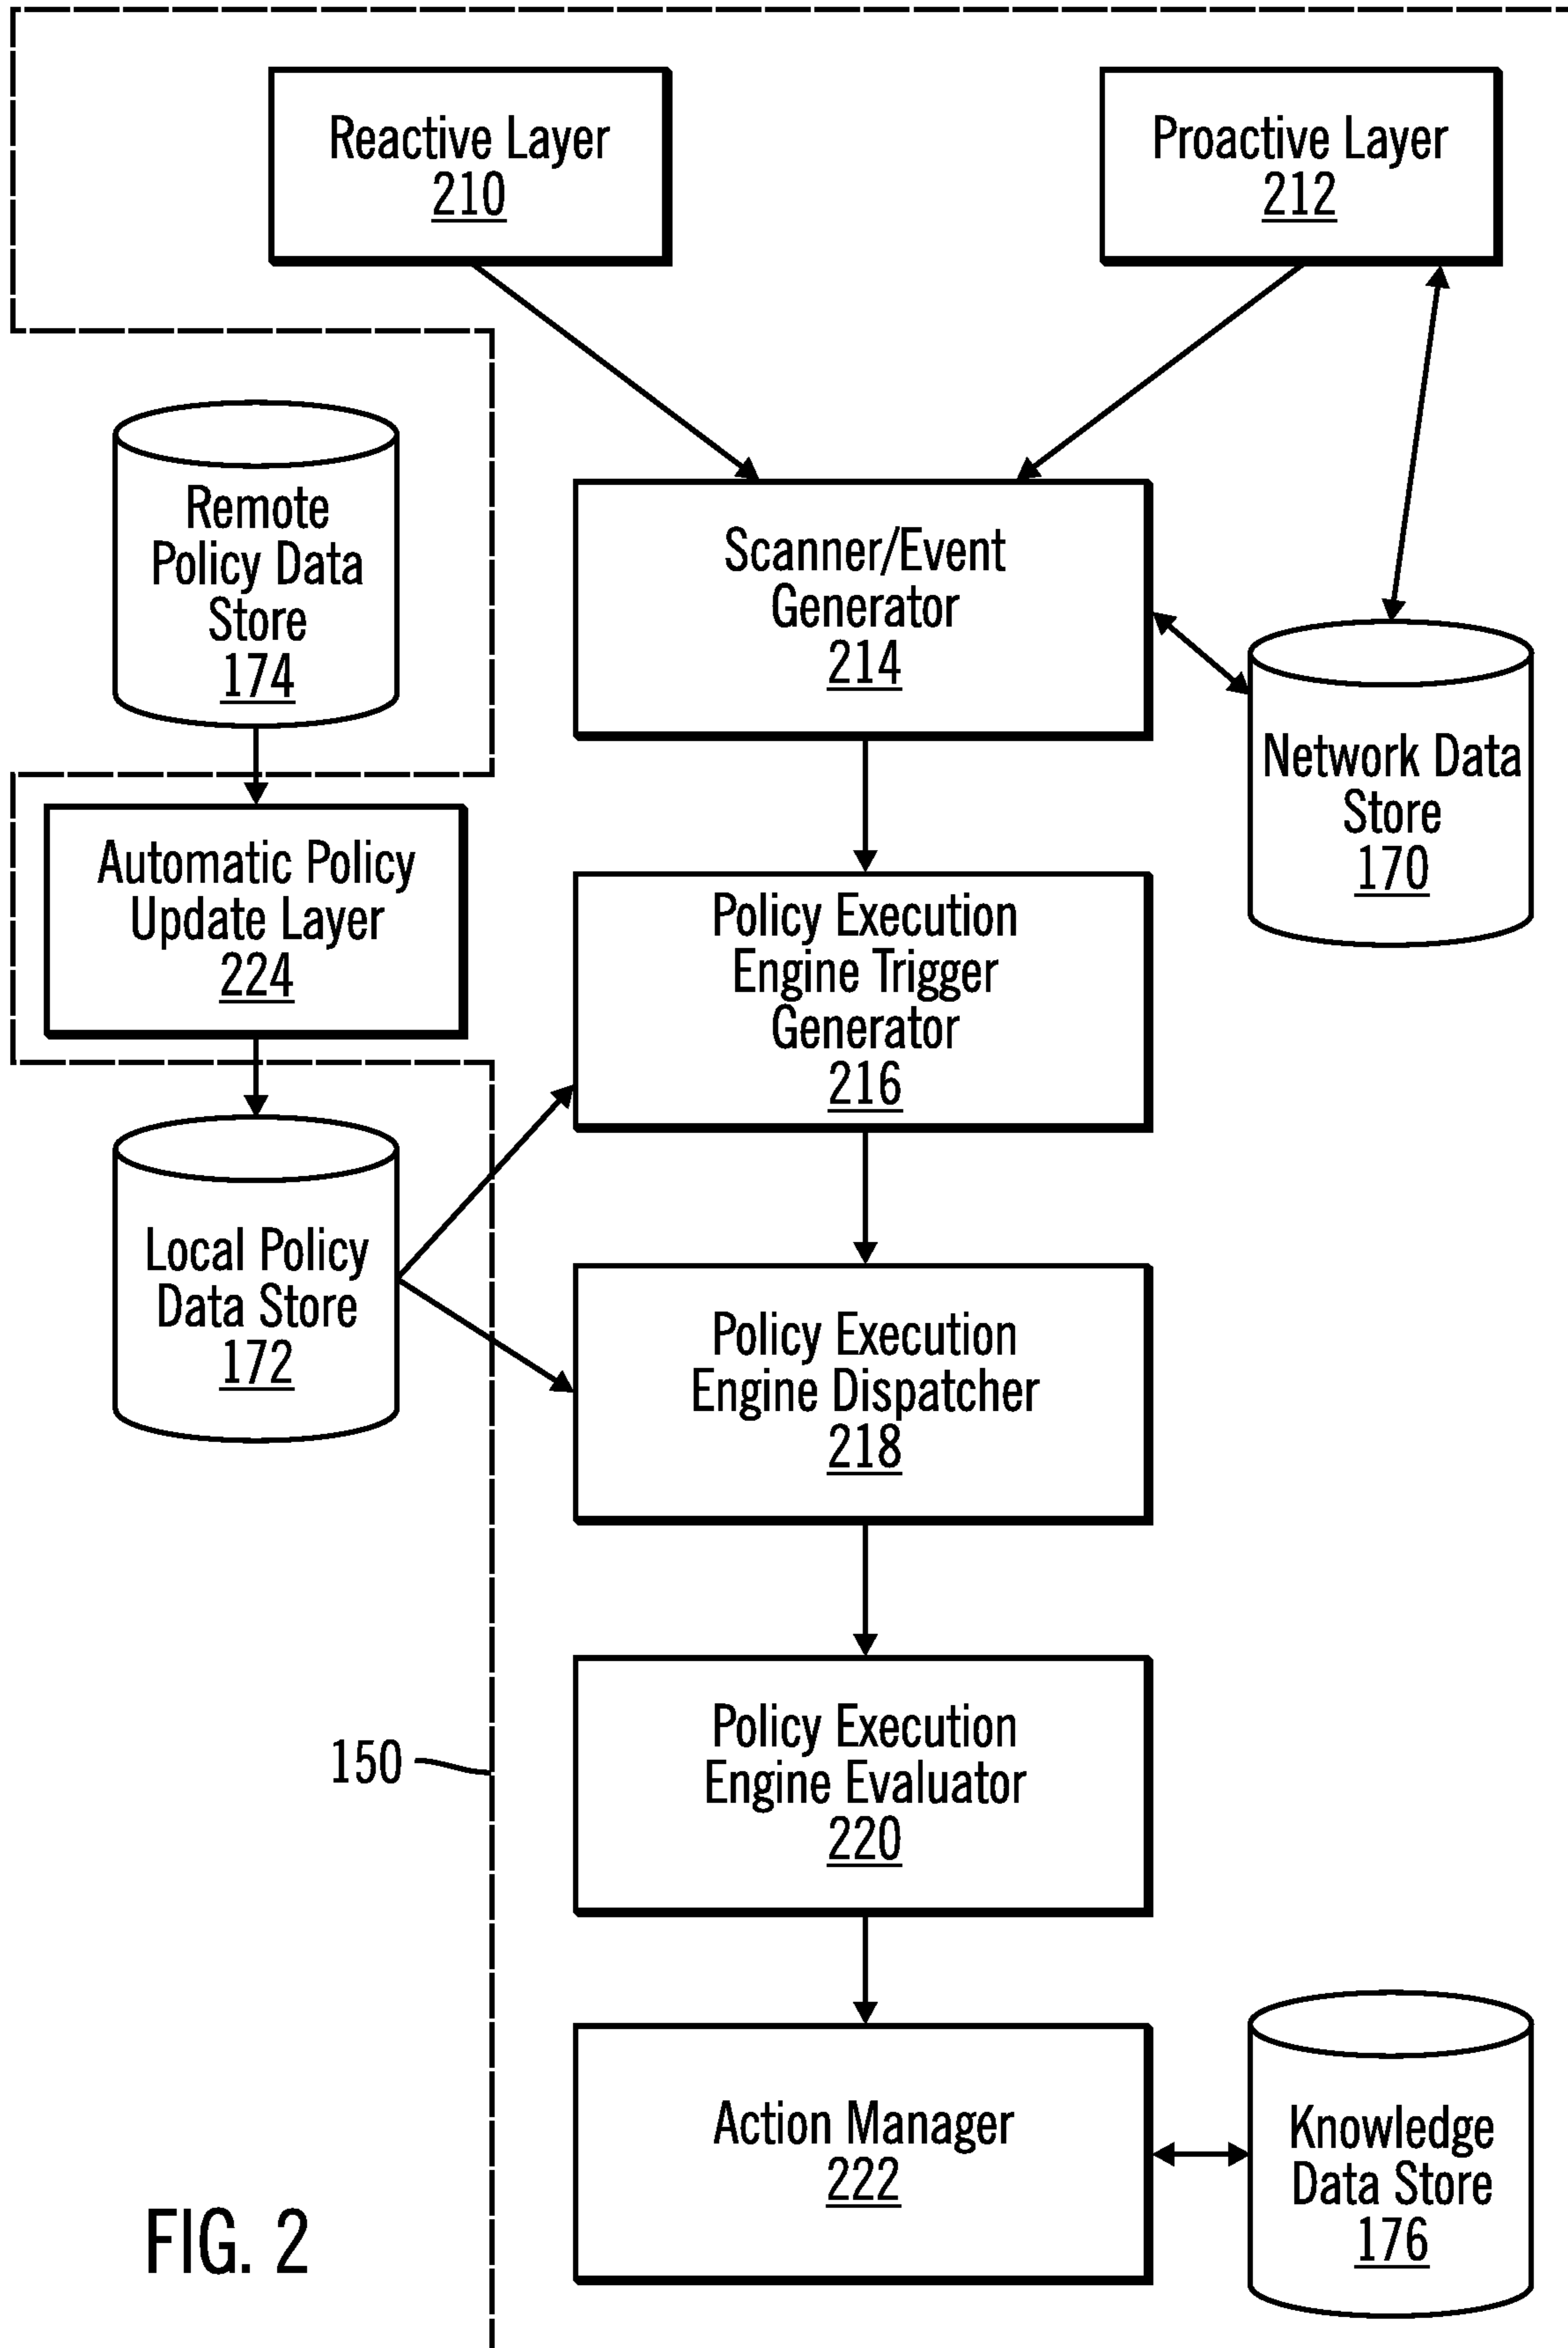 Reactive Layer
210
Proactive Layer
212
Remote
Policy Data
Store
174
Scanner/Event
Generator
214
Network Data
Store
170
Automatic Policy
Update Layer
224
Policy Execution
Engine Trigger
Generator
216
Local Policy
Data Store
172
Policy Execution
Engine Dispatcher
218
150
Policy Execution
Engine Evaluator
220
Action Manager
222
Knowledge
Data Store
176
FIG. 2